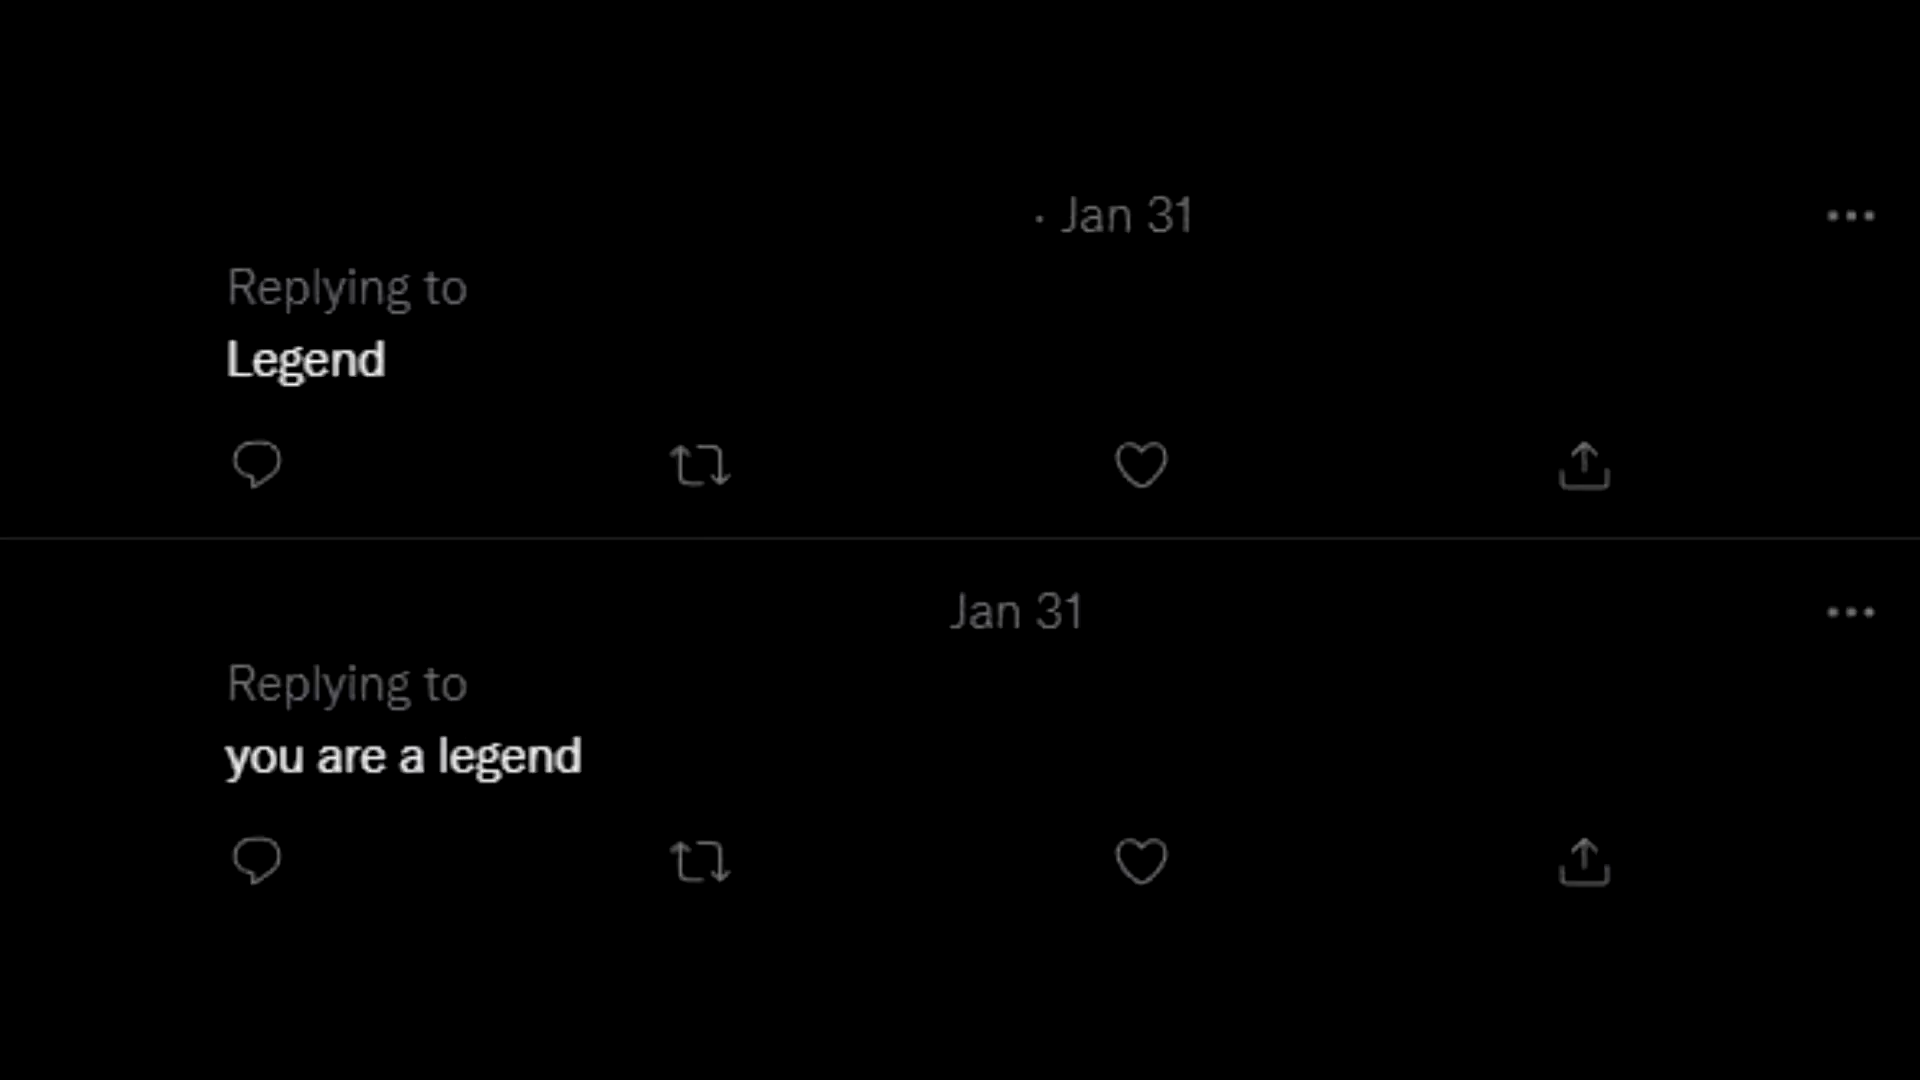 · Jan 31
Replying to
Legend
Jan 31
Replying to
you are a legend